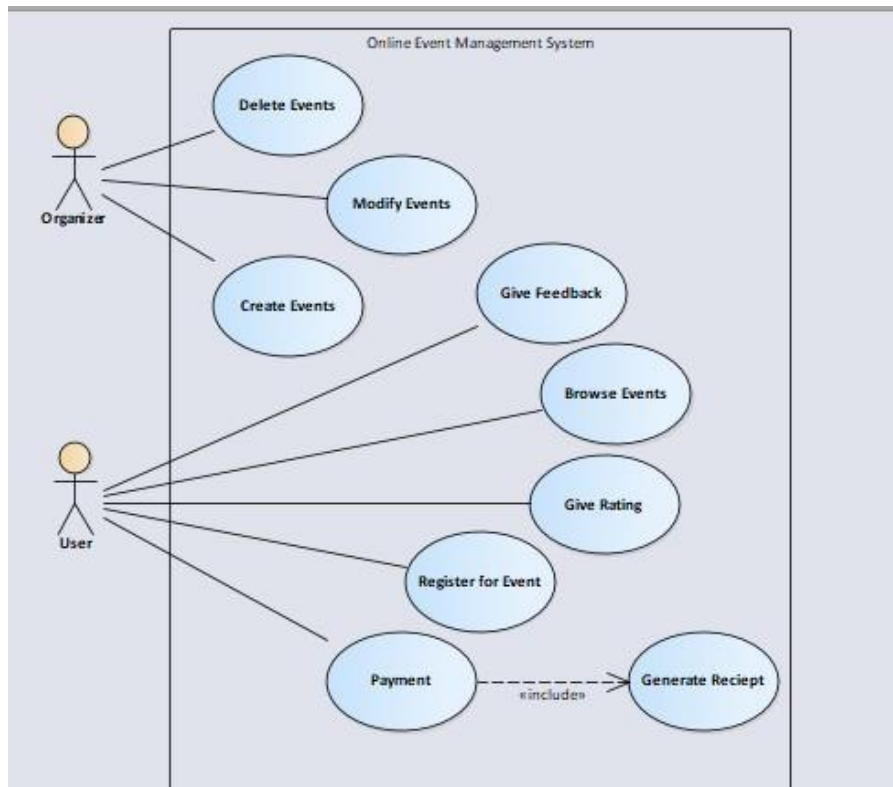 Online Event Management System
Delete Events
Organizer
Modify Events
Create Events
Give Feedback
Browse Events
User
Give Rating
Register for Event
Payment
«include»
Generate Reciept